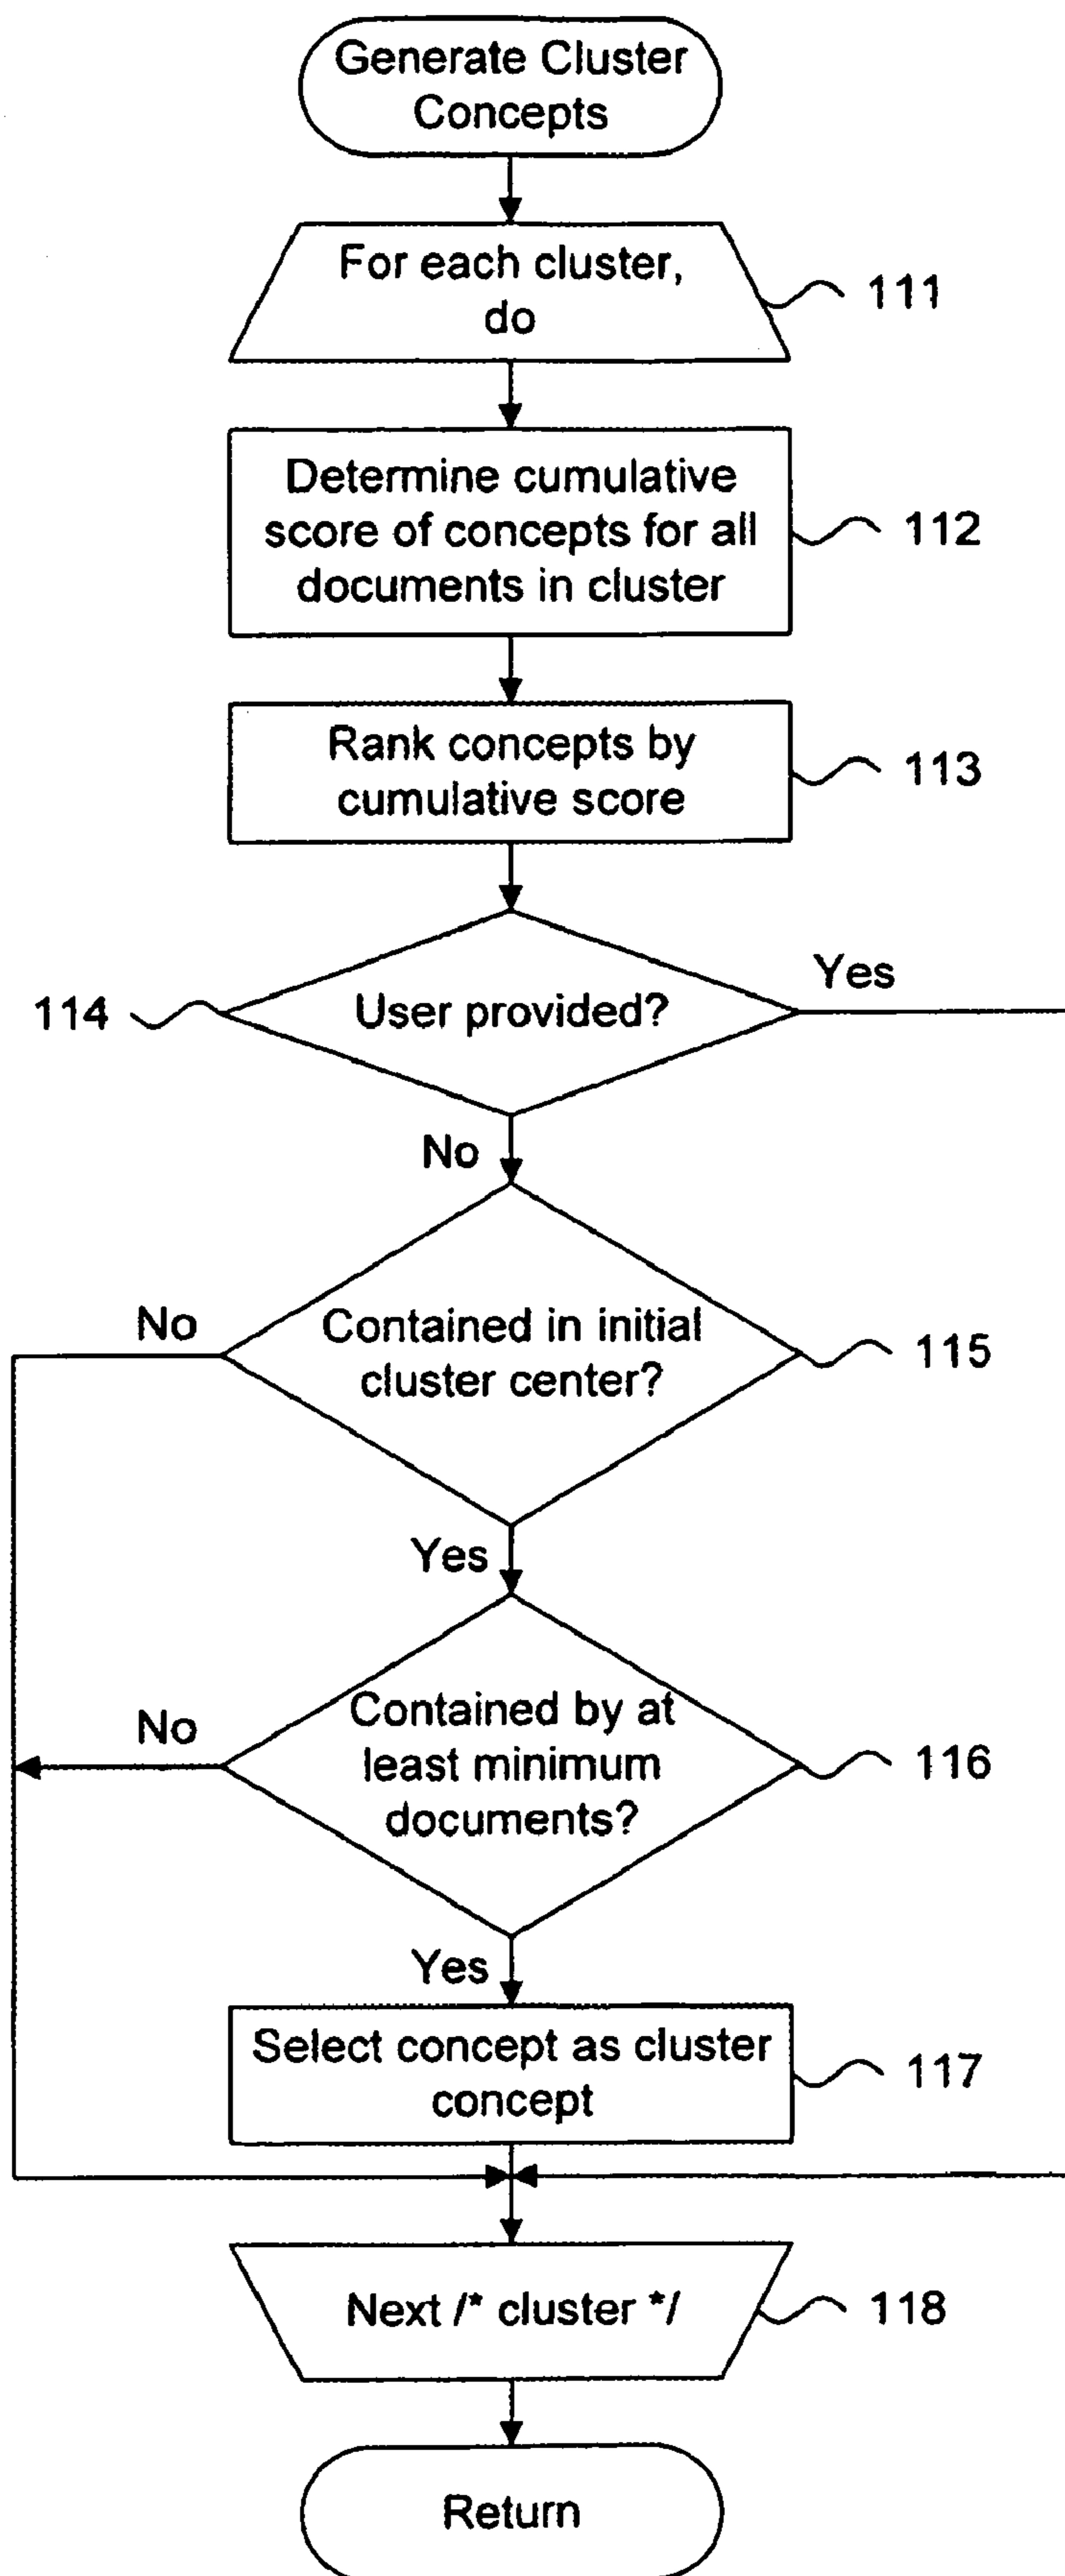 Generate Cluster
Concepts
For each cluster,
do
111
Determine cumulative
score of concepts for all
documents in cluster
112
Rank concepts by
cumulative score
113
114
User provided?
Yes
No
No
Contained in initial
cluster center?
115
Yes
No
Contained by at
least minimum
documents?
116
Yes
Select concept as cluster
concept
117
Next /* cluster */
118
Return